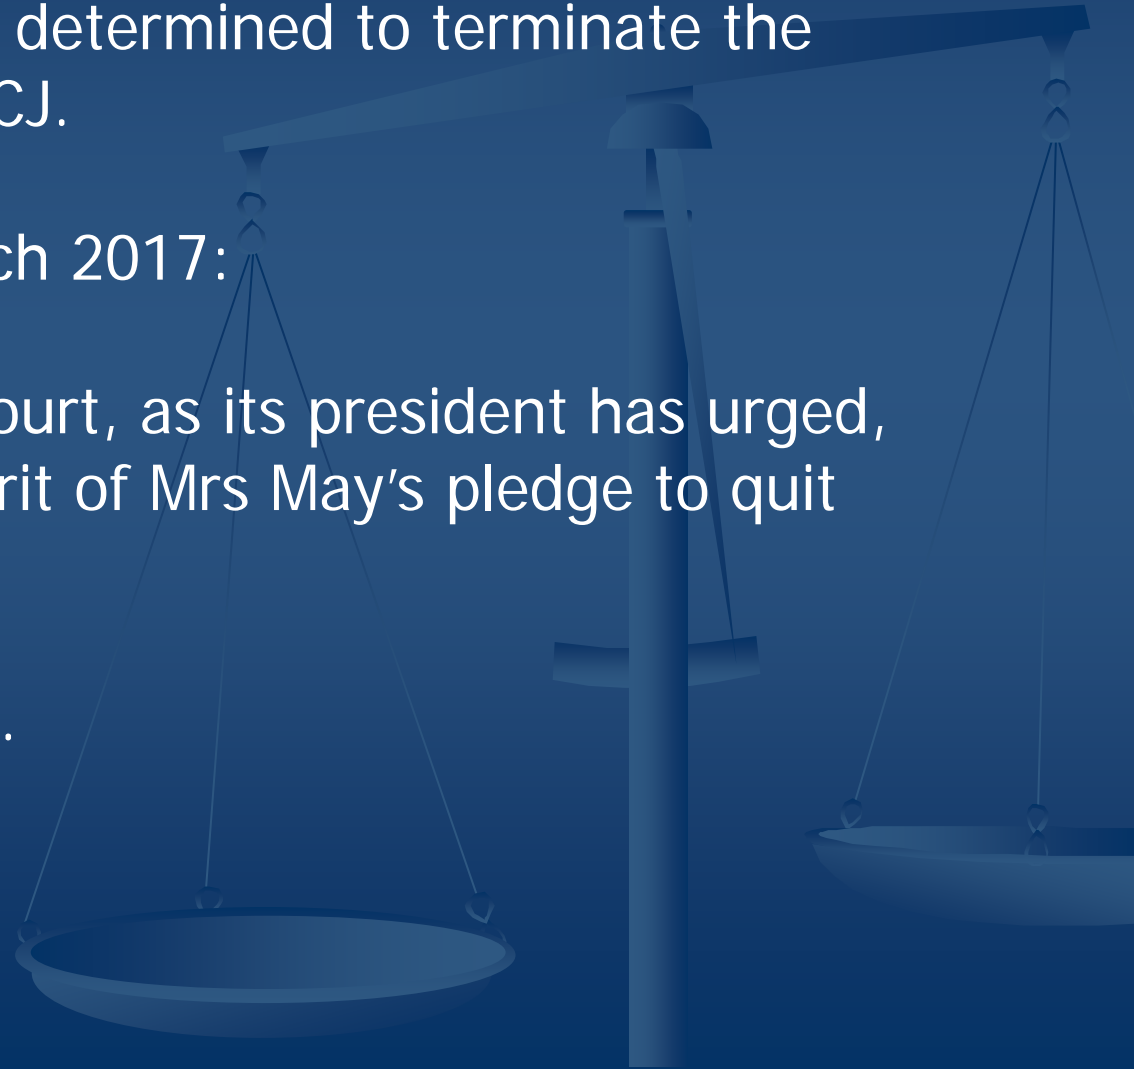 determined to terminate the
CJ.
ch 2017:
ourt, as its president has urged,
rit of Mrs May’s pledge to quit
.